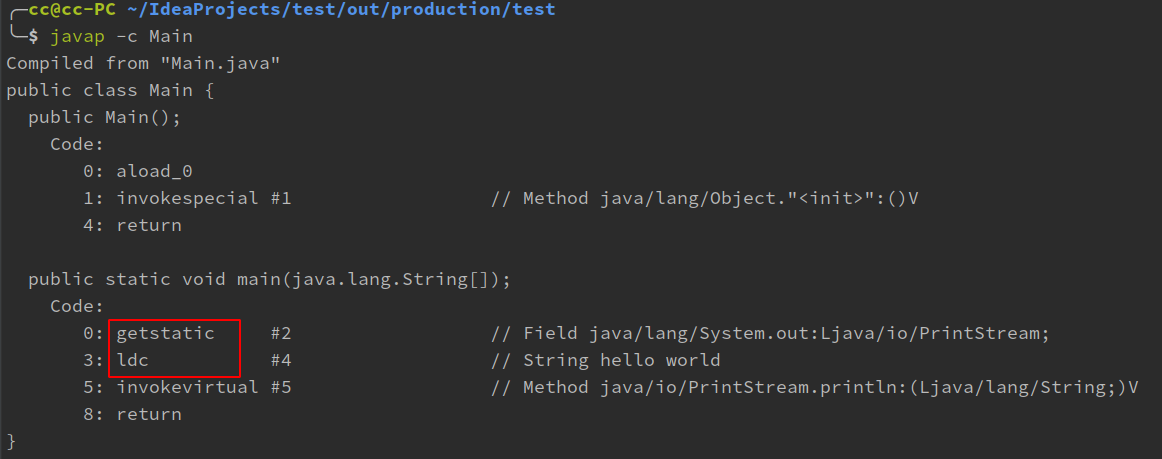 ╭─cc@cc-PC ~/IdeaProjects/test/out/production/test
╰─$ javap -c Main
Compiled from "Main.java"
public class Main {
  public Main();
    Code:
       0: aload_0
       1: invokespecial #1                  // Method java/lang/Object."<init>":()V
       4: return

  public static void main(java.lang.String[]);
    Code:
       0: getstatic     #2                  // Field java/lang/System.out:Ljava/io/PrintStream;
       3: ldc           #4                  // String hello world
       5: invokevirtual #5                  // Method java/io/PrintStream.println:(Ljava/lang/String;)V
       8: return
}